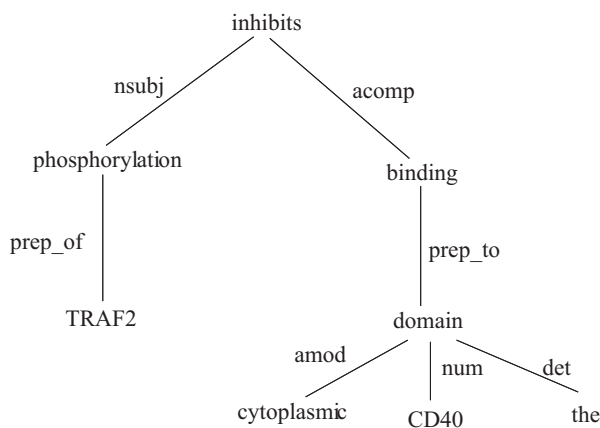 inhibits
nsubj
acomp
phosphorylation
binding
prep_of
prep_to
TRAF2
domain
amod
num
det
cytoplasmic
CD40
the